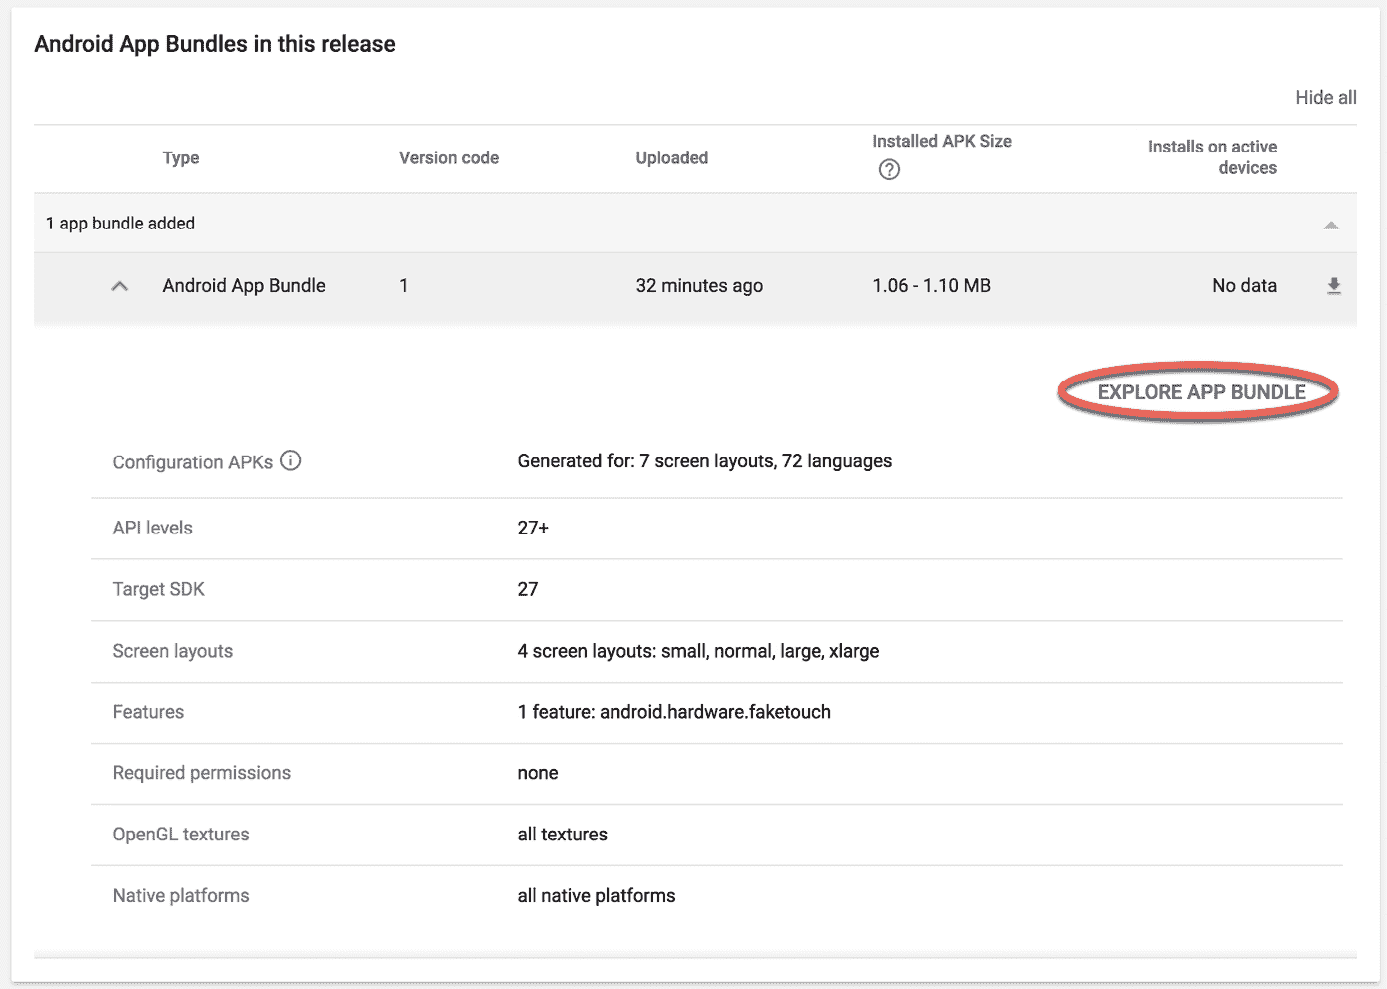 Android App Bundles in this release
Hide all
Type Version code Uploaded Installed APK Size Installs on active devices
1 app bundle added
Android App Bundle 1 32 minutes ago 1.06 - 1.10 MB No data
EXPLORE APP BUNDLE
Configuration APKs Generated for: 7 screen layouts, 72 languages
API levels 27+
Target SDK 27
Screen layouts 4 screen layouts: small, normal, large, xlarge
Features 1 feature: android.hardware.faketouch
Required permissions none
OpenGL textures all textures
Native platforms all native platforms